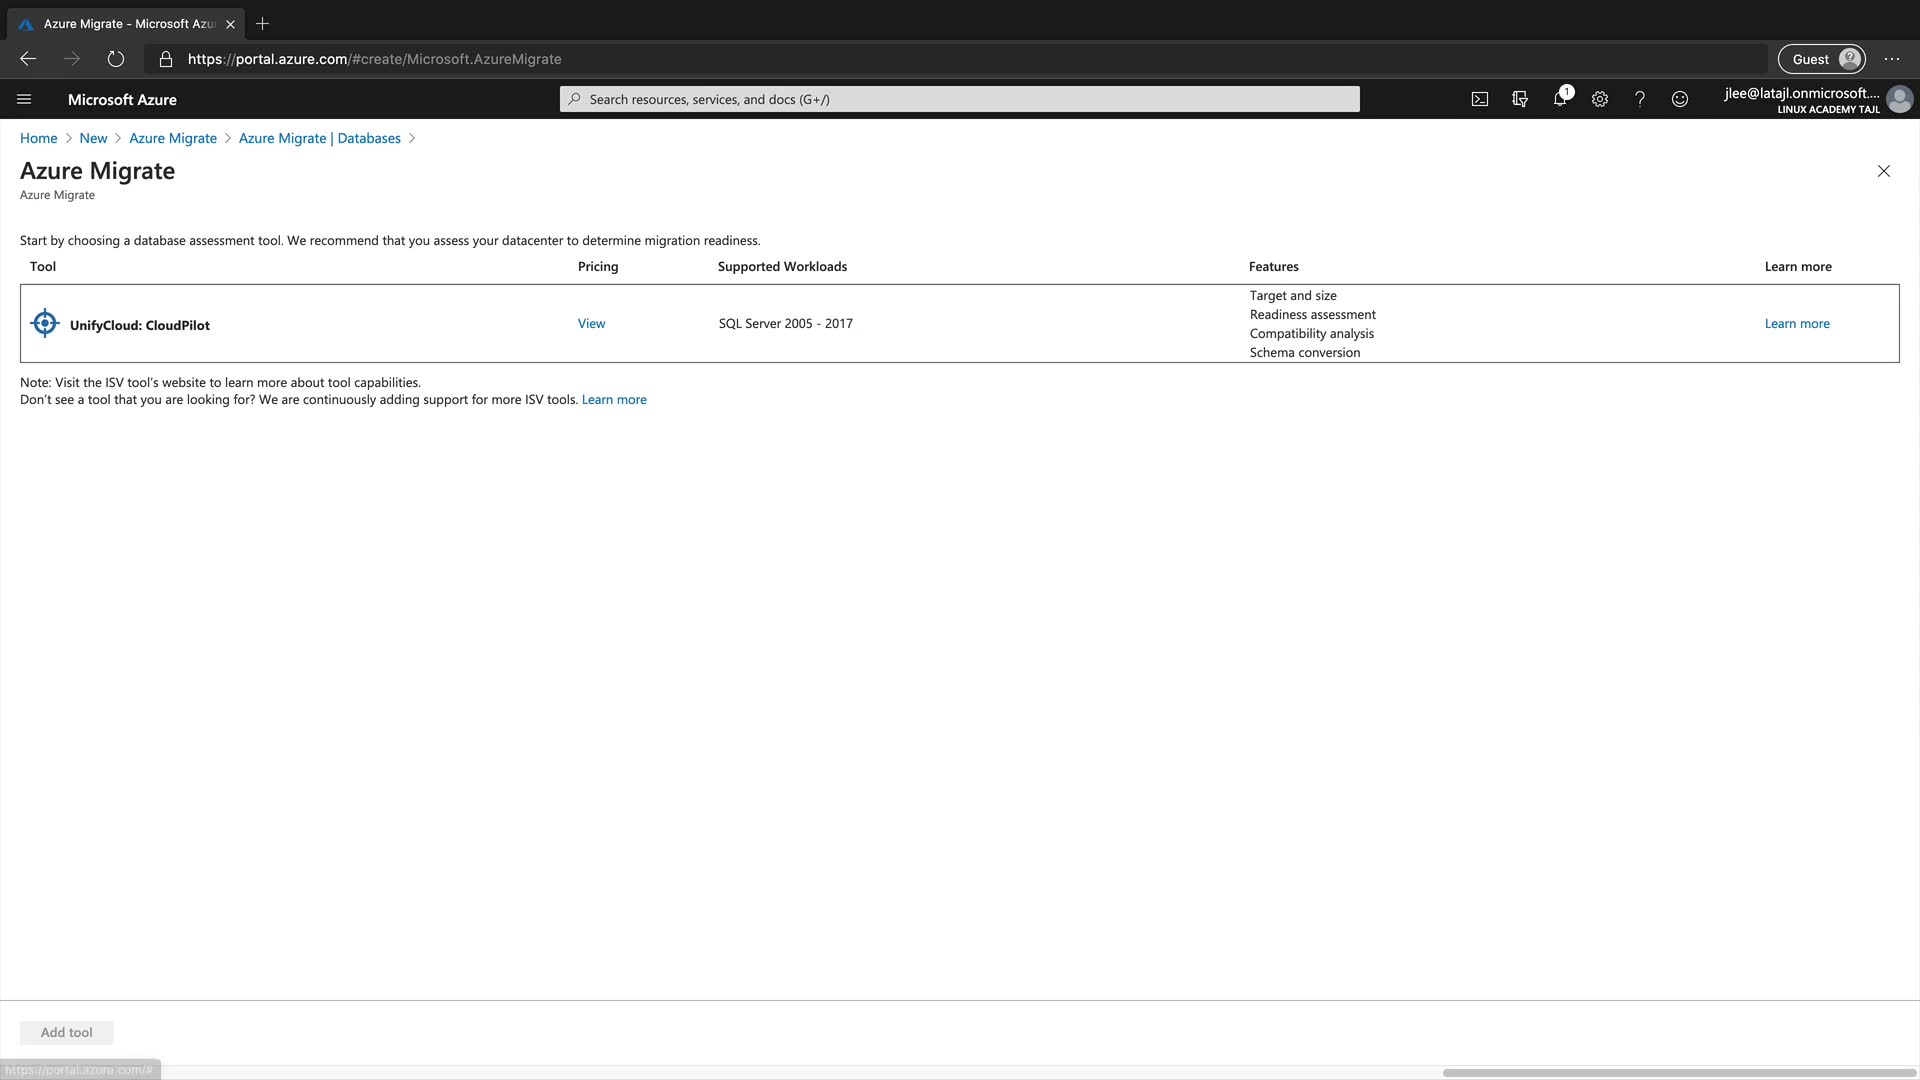 Azure Migrate - Microsoft Azu
https://portal.azure.com/#create/Microsoft.AzureMigrate
Guest
Microsoft Azure
Search resources, services, and docs (G+/)
1
jlee@latajl.onmicrosoft....
LINUX ACADEMY TAJL
Home > New > Azure Migrate > Azure Migrate | Databases >
Azure Migrate
Azure Migrate
Start by choosing a database assessment tool. We recommend that you assess your datacenter to determine migration readiness.
Tool Pricing Supported Workloads Features Learn more
UnifyCloud: CloudPilot View SQL Server 2005 - 2017
Target and size
Readiness assessment
Compatibility analysis
Schema conversion
Learn more
Note: Visit the ISV tool's website to learn more about tool capabilities.
Don't see a tool that you are looking for? We are continuously adding support for more ISV tools. Learn more
Add tool
https://portal.azure.com/#